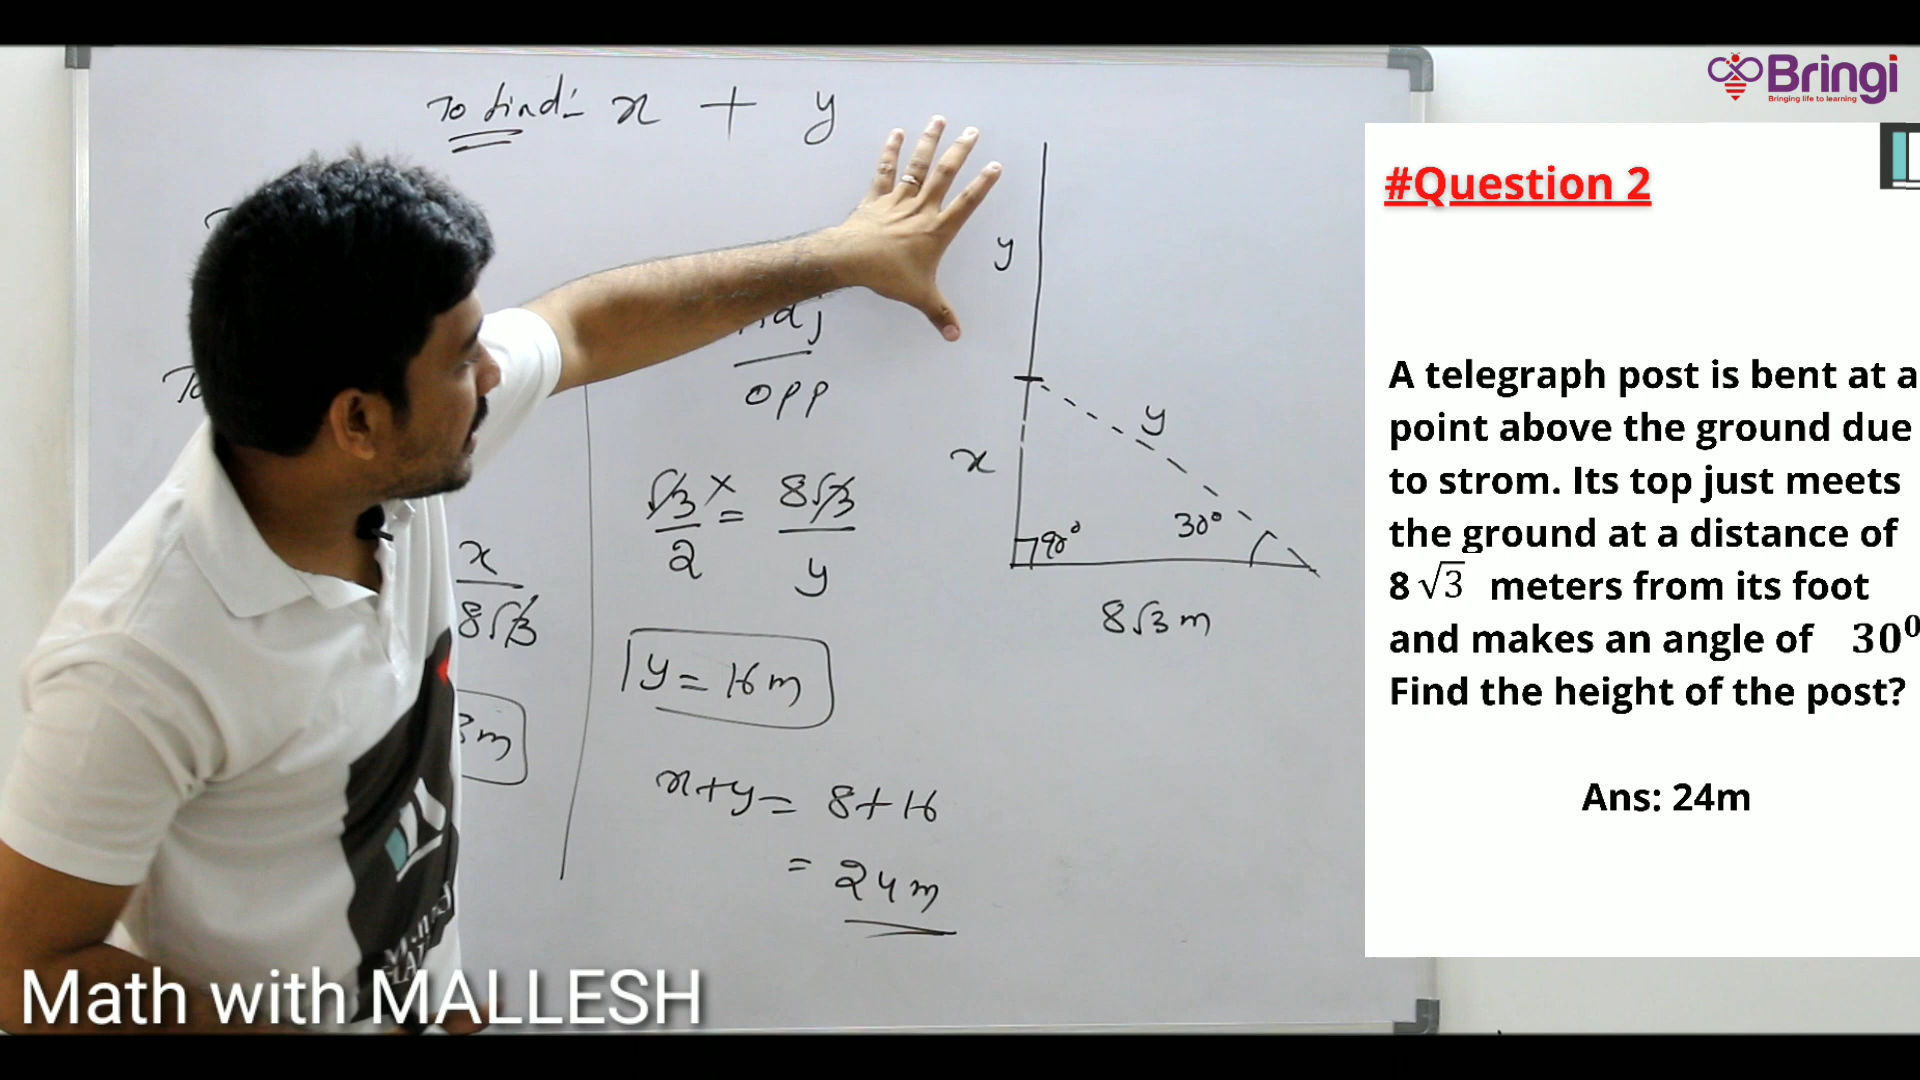 To find:- x + y
Bringi
Bringing life to learning
#Question 2
A telegraph post is bent at a
point above the ground due
to strom. Its top just meets
the ground at a distance of
8 √3 meters from its foot
and makes an angle of 30⁰
Find the height of the post?
Ans: 24m
opp
√3/2 = 8√3/y
x/8√3
y = 16m
x+y = 8+16
= 24m
y
y
x
90°
30°
8√3 m
Math with MALLESH